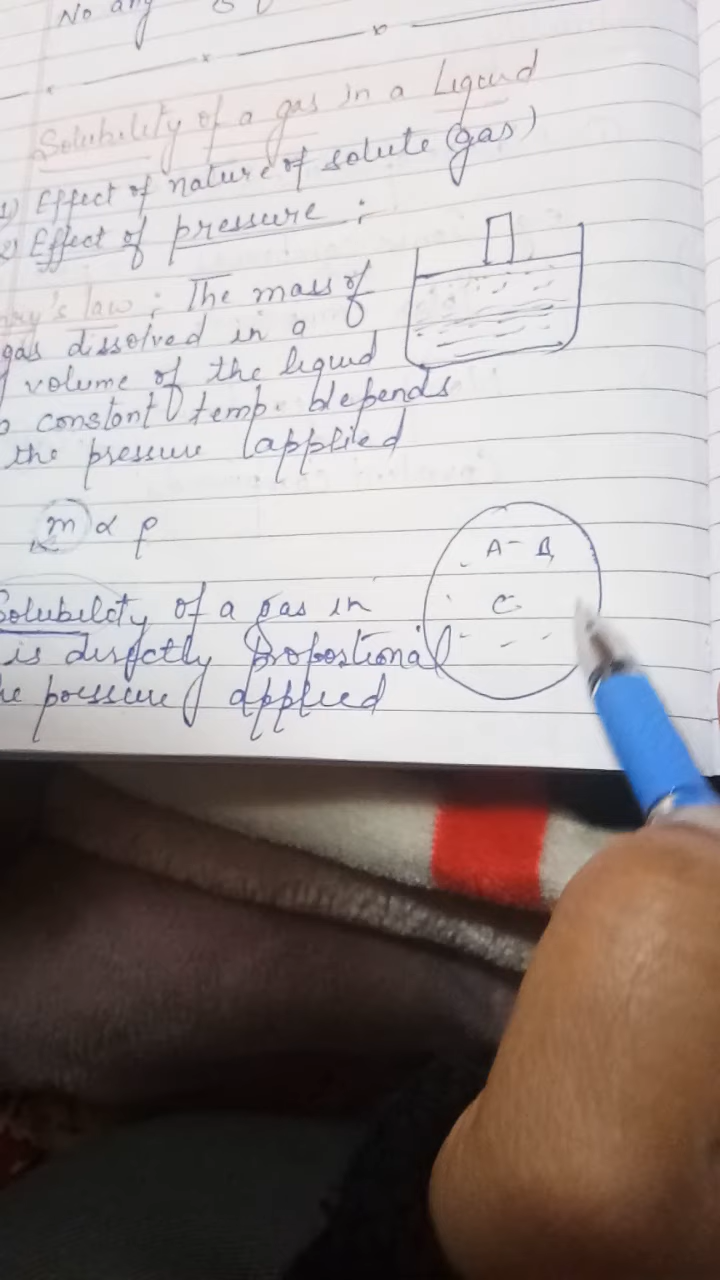 No any
Solubility of a gas in a Liquid
1) Effect of nature of solute (gas)
2) Effect of pressure :
law : The mass of
gas dissolved in a
volume of the liquid
constant temp. depends
the pressure applied
m ∝ p
A - B
C
Solubility of a gas in
is directly proportional
pressure applied